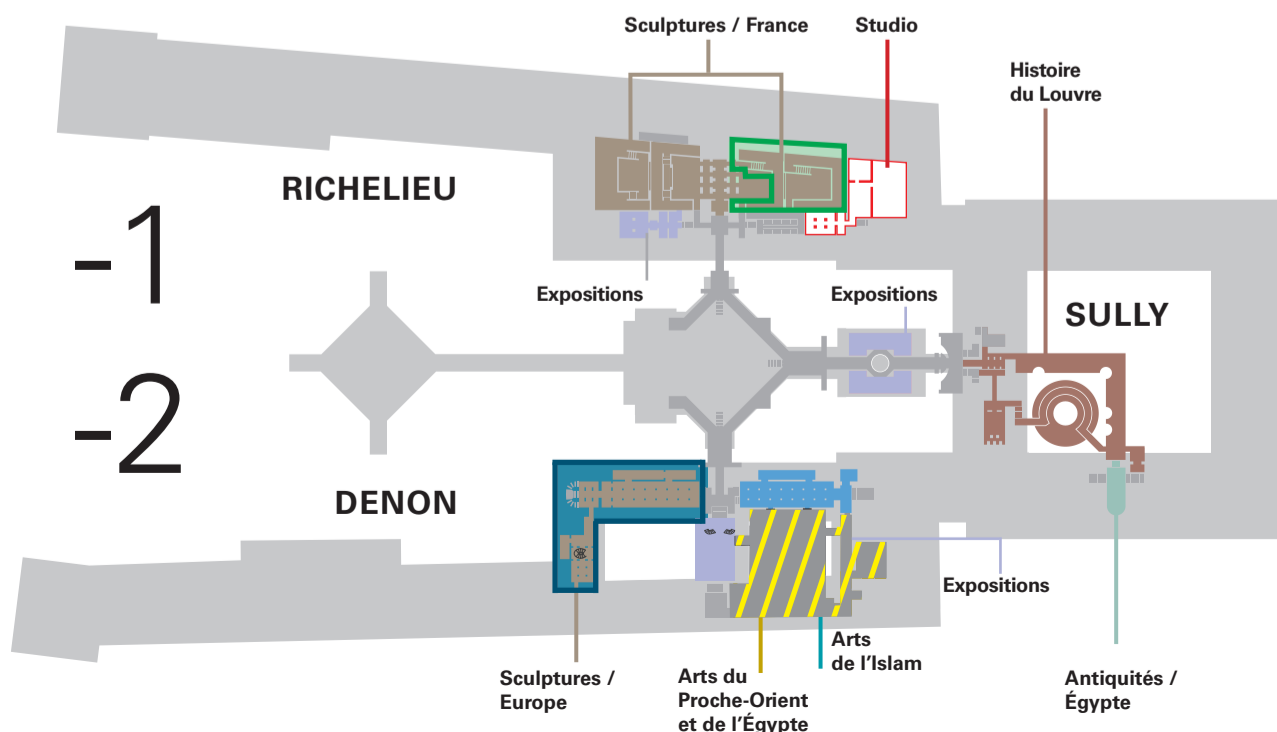 Sculptures / France
Studio
Histoire
du Louvre
RICHELIEU
-1
Expositions
Expositions
SULLY
-2
DENON
Expositions
Sculptures /
Europe
Arts du
Proche-Orient
et de l’Égypte
Arts
de l’Islam
Antiquités /
Égypte